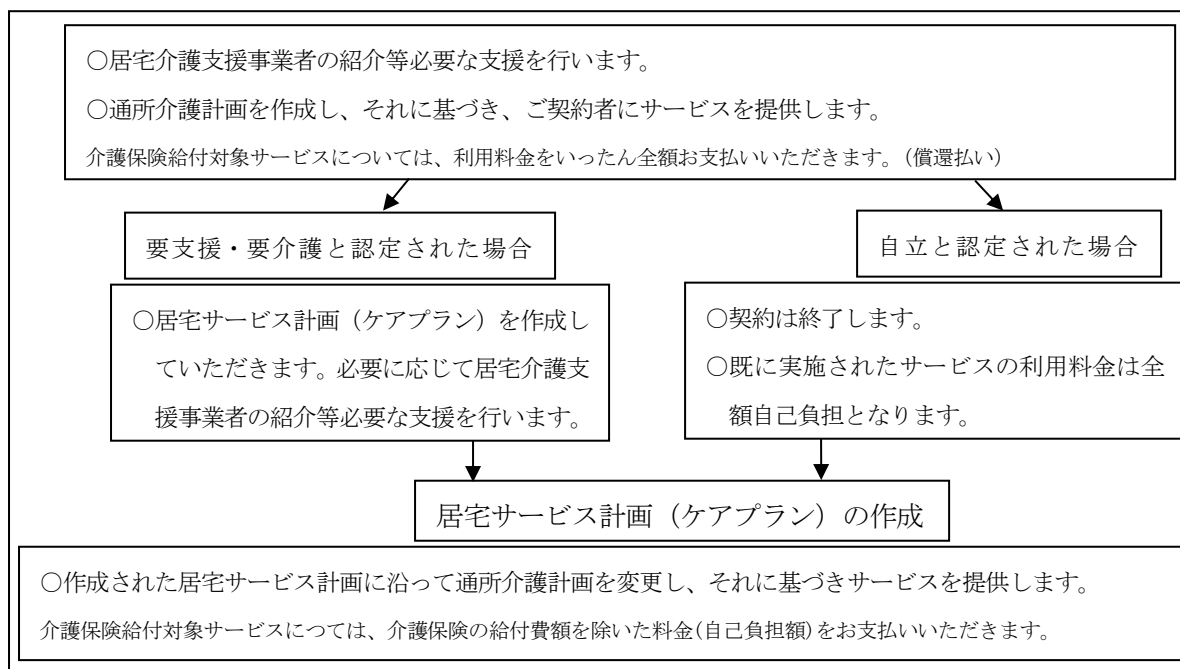 ○居宅介護支援事業者の紹介等必要な支援を行います。
○通所介護計画を作成し、それに基づき、ご契約者にサービスを提供します。
介護保険給付対象サービスについては、利用料金をいったん全額お支払いいただきます。(償還払い)
要支援・要介護と認定された場合
自立と認定された場合
○居宅サービス計画（ケアプラン）を作成し
ていただきます。必要に応じて居宅介護支
援事業者の紹介等必要な支援を行います。
○契約は終了します。
○既に実施されたサービスの利用料金は全
額自己負担となります。
居宅サービス計画（ケアプラン）の作成
○作成された居宅サービス計画に沿って通所介護計画を変更し、それに基づきサービスを提供します。
介護保険給付対象サービスにつては、介護保険の給付費額を除いた料金(自己負担額)をお支払いいただきます。